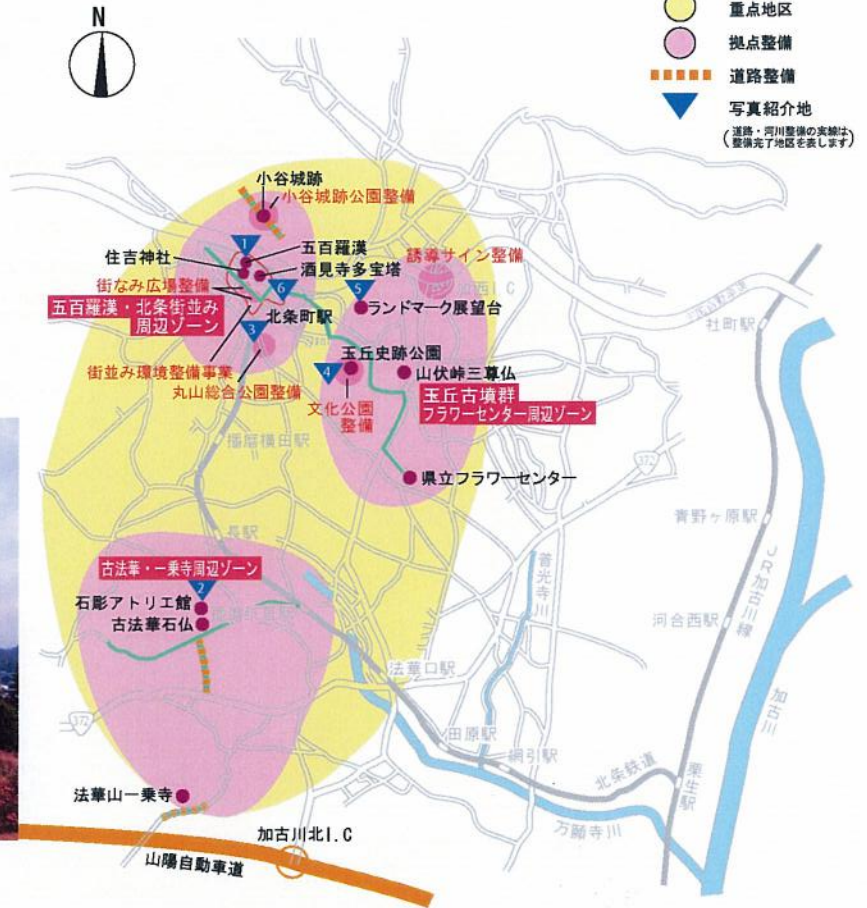 N
重点地区
拠点整備
道路整備
写真紹介地
(道路・河川整備の実線は
整備完了地区を表します)
小谷城跡
小谷城跡公園整備
1
五百羅漢
住吉神社
酒見寺多宝塔
街なみ広場整備
6
五百羅漢・北条街並み
周辺ゾーン
北条町駅
3
街並み環境整備事業
丸山総合公園整備
誘導サイン整備
5
ランドマーク展望台
社町駅
玉丘史跡公園
4
山伏峠三尊仏
文化公園
整備
玉丘古墳群
フラワーセンター周辺ゾーン
播磨横田駅
県立フラワーセンター
372
長駅
青野ヶ原駅
JR加古川線
古法華・一乗寺周辺ゾーン
2
石彫アトリエ館
古法華石仏
普光寺川
河合西駅
法華口駅
加古川
372
田原駅
網引駅
北条鉄道
粟生駅
法華山一乗寺
万願寺川
加古川北I.C
山陽自動車道